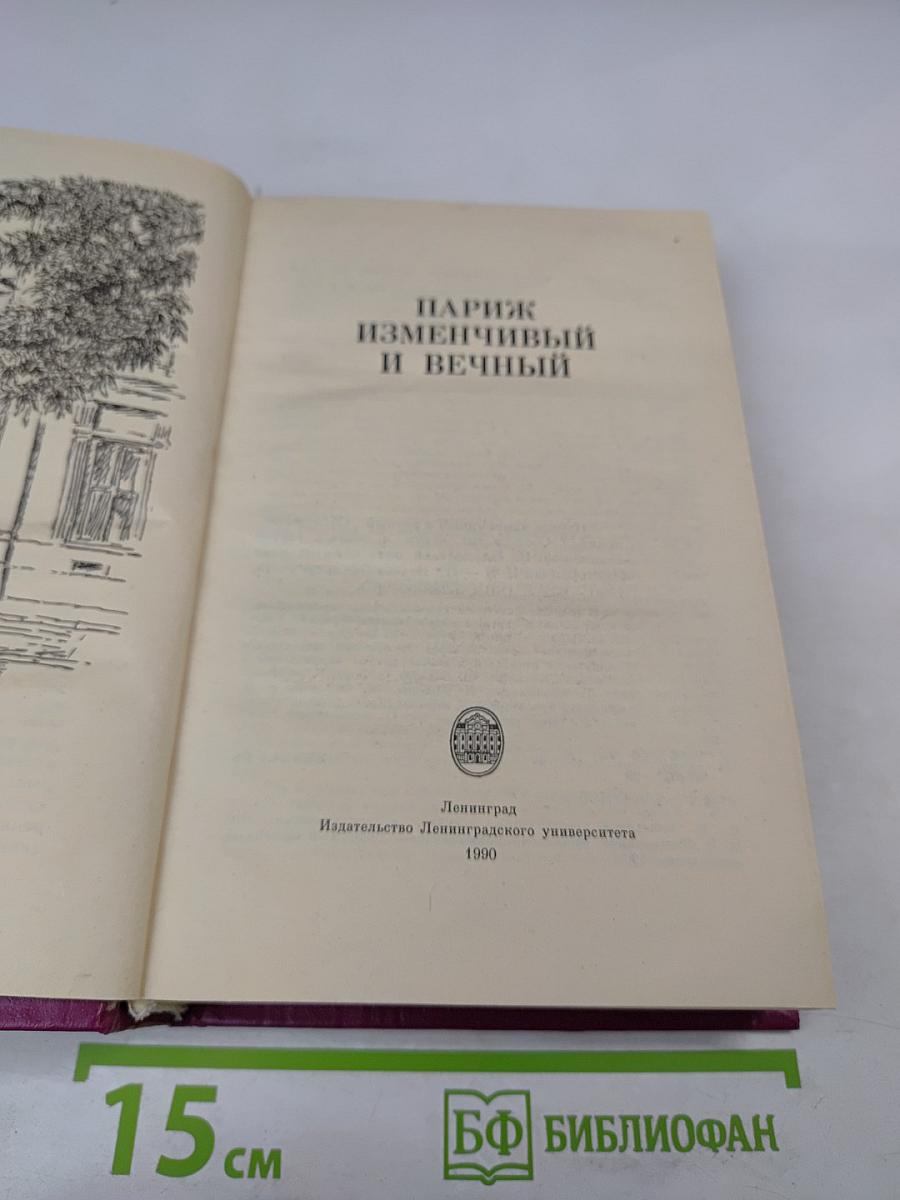 ПАРИЖ
ИЗМЕНЧИВЫЙ
И ВЕЧНЫЙ
Ленинград
Издательство Ленинградского университета
1990
15 см
БФ БИБЛИОФАН